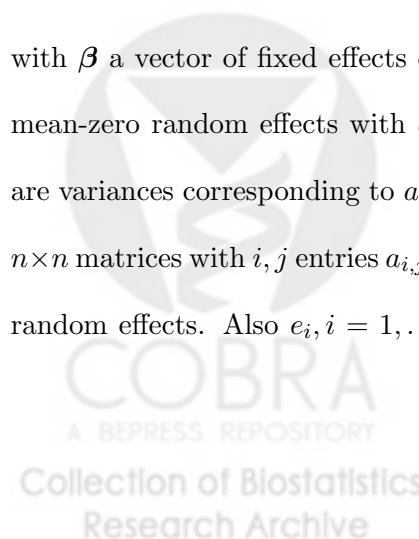 with β a vector of fixed effects
mean-zero random effects with
are variances corresponding to a
n×n matrices with i, j entries a_{i,j}
random effects. Also e_i, i = 1, .
COBRA
A BEPRESS REPOSITORY
Collection of Biostatistics
Research Archive